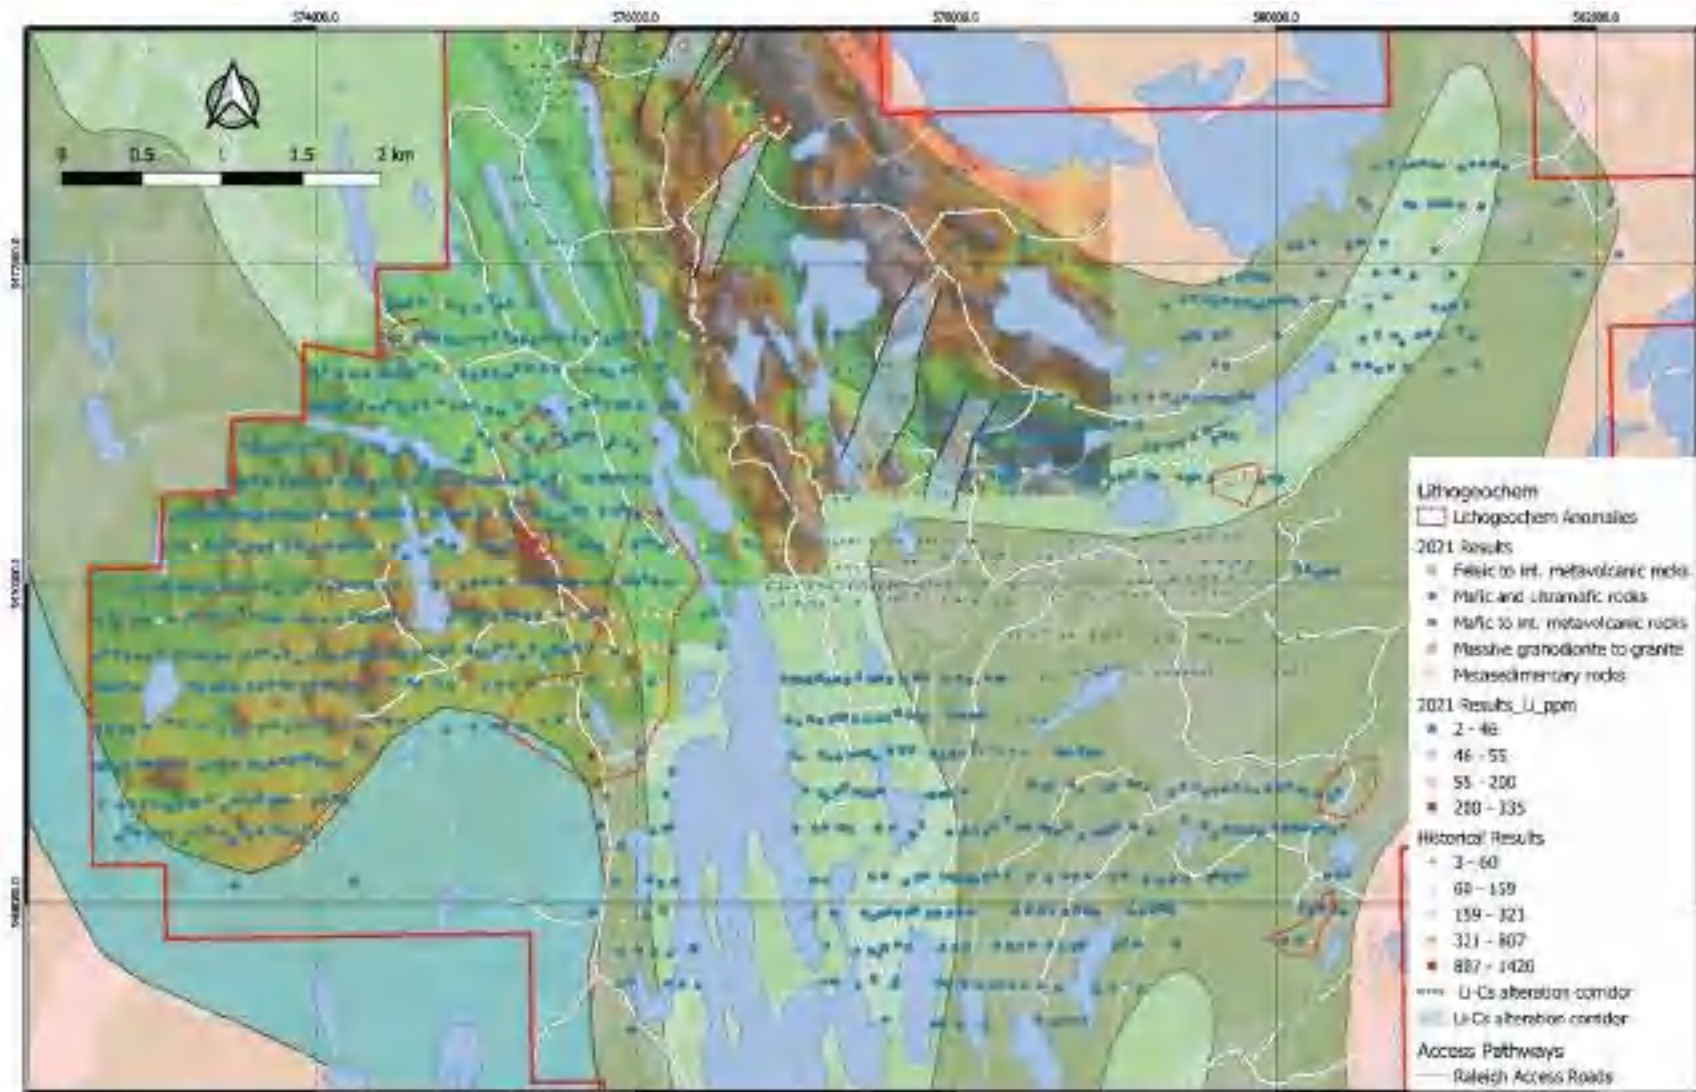 574000.0
576000.0
578000.0
580000.0
582000.0
0 0.5 1 1.5 2 km
Lithogeochem
Lithogeochem Anomalies
2021 Results
Felsic to int. metavolcanic rocks
Mafic and ultramafic rocks
Mafic to int. metavolcanic rocks
Massive granodiorite to granite
Metasedimentary rocks
2021 Results_Li_ppm
2 - 46
46 - 55
55 - 200
200 - 335
Historical Results
3 - 60
60 - 159
159 - 321
321 - 807
807 - 1420
Li-Cs alteration corridor
Li-Cs alteration corridor
Access Pathways
Raleigh Access Roads